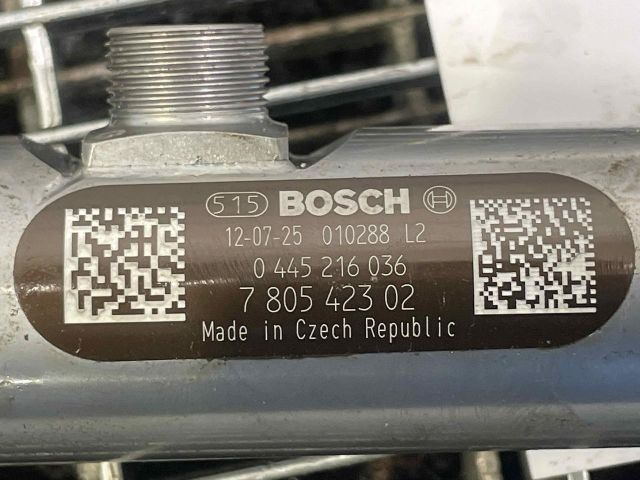 515 BOSCH
12-07-25 010288 L2
0 445 216 036
7 805 423 02
Made in Czech Republic